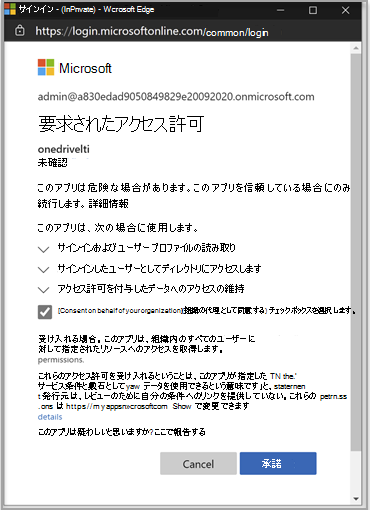 サインイン - (InPrivate) - Wcrosoft Edge
https://login.microsoftonline.com/common/login
Microsoft
admin@a830edad9050849829e20092020.onmicrosoft.com
要求されたアクセス許可
onedrivelti
未確認
このアプリは危険な場合があります。このアプリを信頼している場合にのみ
続行します。詳細情報
このアプリは、次の場合に使用します。
サインインおよびユーザー プロファイルの読み取り
サインインしたユーザーとしてディレクトリにアクセスします
アクセス許可を付与したデータへのアクセスの維持
[Consent on behalf of your organization](組織の代理として同意する) チェックボックスを選択します。
受け入れる場合。このアプリは、組織内のすべてのユーザーに
対して指定されたリソースへのアクセスを取得します。
permissions.
これらのアクセス許可を受け入れるということは、このアプリが指定した TN the.'
サービス条件と敷石として yaw データを使用できるという意味です」と、staternen
t 発行元は、レビューのために自分の条件へのリンクを提供していない。これらの petrn.ss
.ons は https://myappsnxcrosoftcom Show で変更できます
details
このアプリは疑わしいと思いますか?ここで報告する
Cancel
承諾